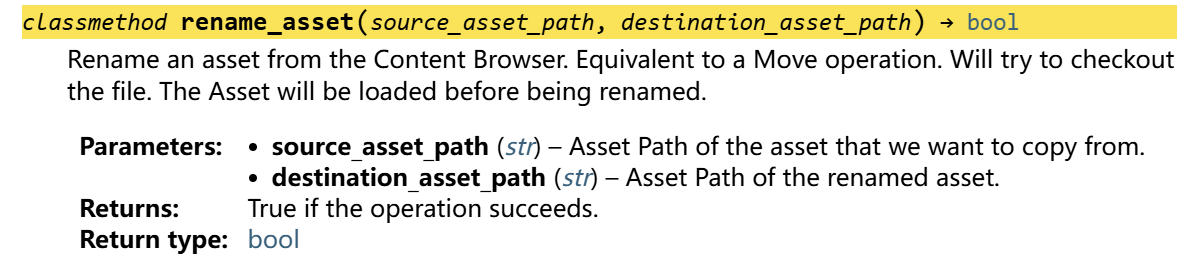 classmethod rename_asset(source_asset_path, destination_asset_path) → bool
Rename an asset from the Content Browser. Equivalent to a Move operation. Will try to checkout
the file. The Asset will be loaded before being renamed.
Parameters: • source_asset_path (str) – Asset Path of the asset that we want to copy from.
• destination_asset_path (str) – Asset Path of the renamed asset.
Returns: True if the operation succeeds.
Return type: bool